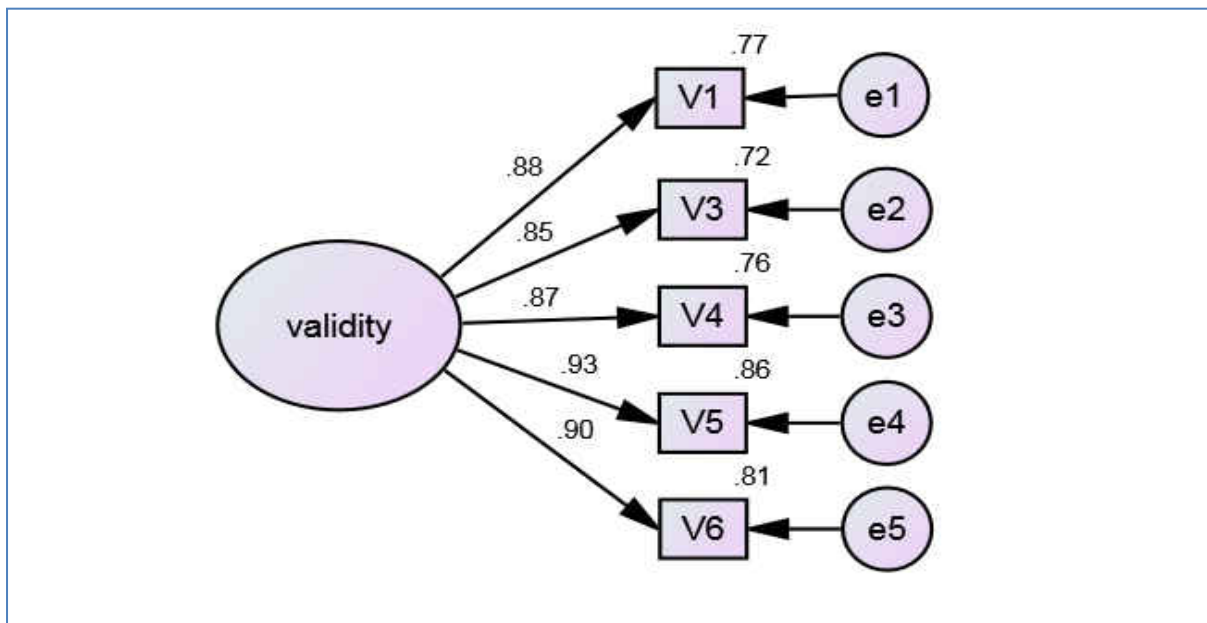 .77
V1
e1
.88
.72
V3
e2
.85
.76
.87
V4
e3
validity
.93
.86
V5
e4
.90
.81
V6
e5